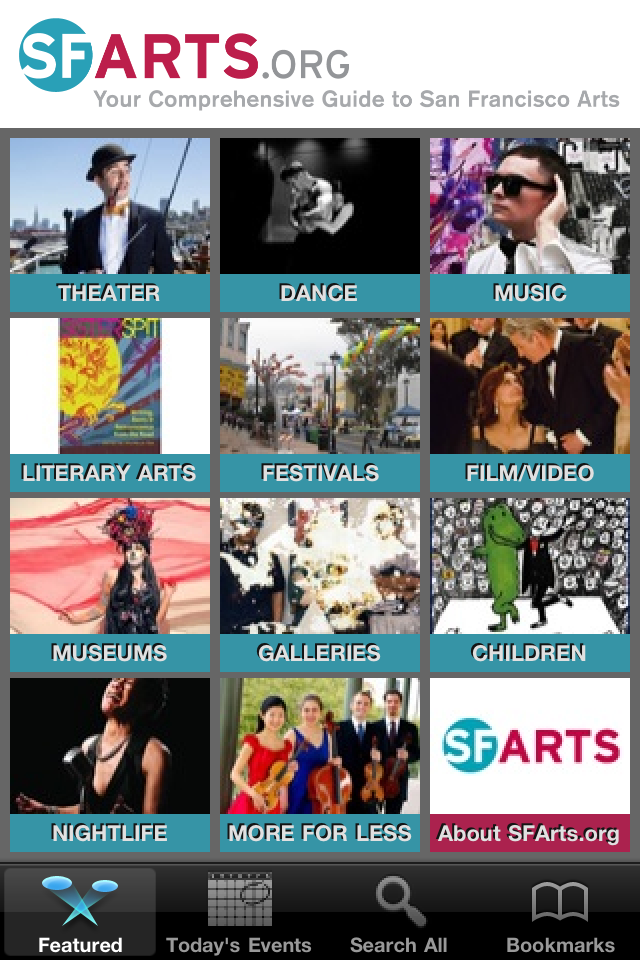 SFARTS.ORG
Your Comprehensive Guide to San Francisco Arts
THEATER
DANCE
MUSIC
SPIT
LITERARY ARTS
FESTIVALS
FILM/VIDEO
MUSEUMS
GALLERIES
CHILDREN
SFARTS
NIGHTLIFE
MORE FOR LESS
About SFArts.org
Featured
Today's Events
Search All
Bookmarks